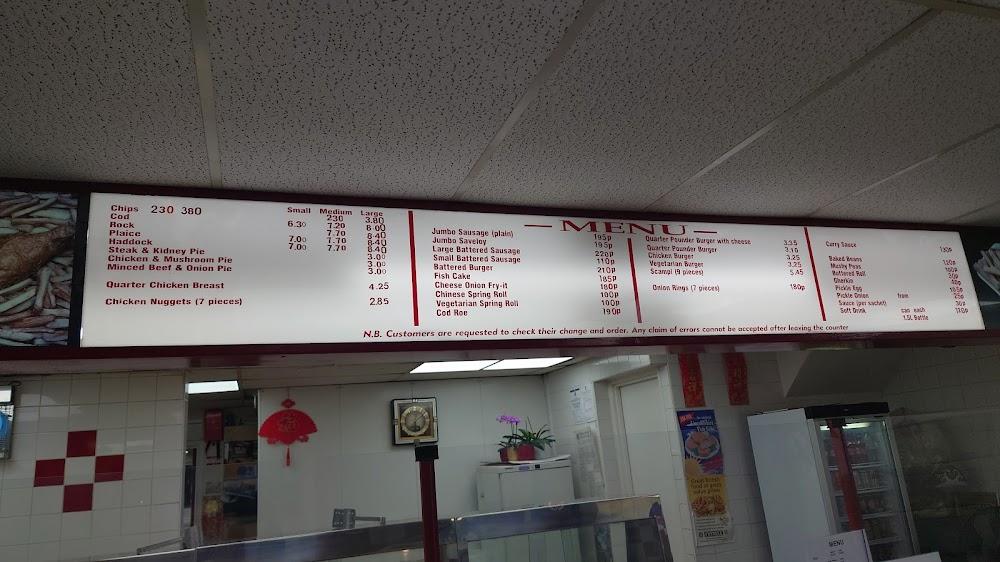 Chips 230 380
Small Medium Large
Cod 230 3.80
Rock 6.30 7.20 8.00
Plaice 7.70 8.40
Haddock 7.00 7.70 8.40
Steak & Kidney Pie 7.00 7.70 8.40
Chicken & Mushroom Pie 3.00
Minced Beef & Onion Pie 3.00
3.00
Quarter Chicken Breast 4.25
Chicken Nuggets (7 pieces) 2.85
MENU
Jumbo Sausage (plain) 195p
Jumbo Saveloy 195p
Large Battered Sausage 220p
Small Battered Sausage 110p
Battered Burger 210p
Fish Cake 185p
Cheese Onion Fry-it 180p
Chinese Spring Roll 100p
Vegetarian Spring Roll 100p
Cod Roe 190p
Quarter Pounder Burger with cheese
Quarter Pounder Burger 3.10
Chicken Burger 3.25
Vegetarian Burger 3.25
Scampi (9 pieces) 5.45
Onion Rings (7 pieces) 180p
Curry Sauce 130p
Baked Beans
Mushy Peas
Buttered Roll
Gherkin
Pickle Egg
Pickle Onion from 25p
Sauce (per sachet)
Soft Drink can each
1.5L Bottle
N.B. Customers are requested to check their change and order. Any claim of errors cannot be accepted after leaving the counter
MENU